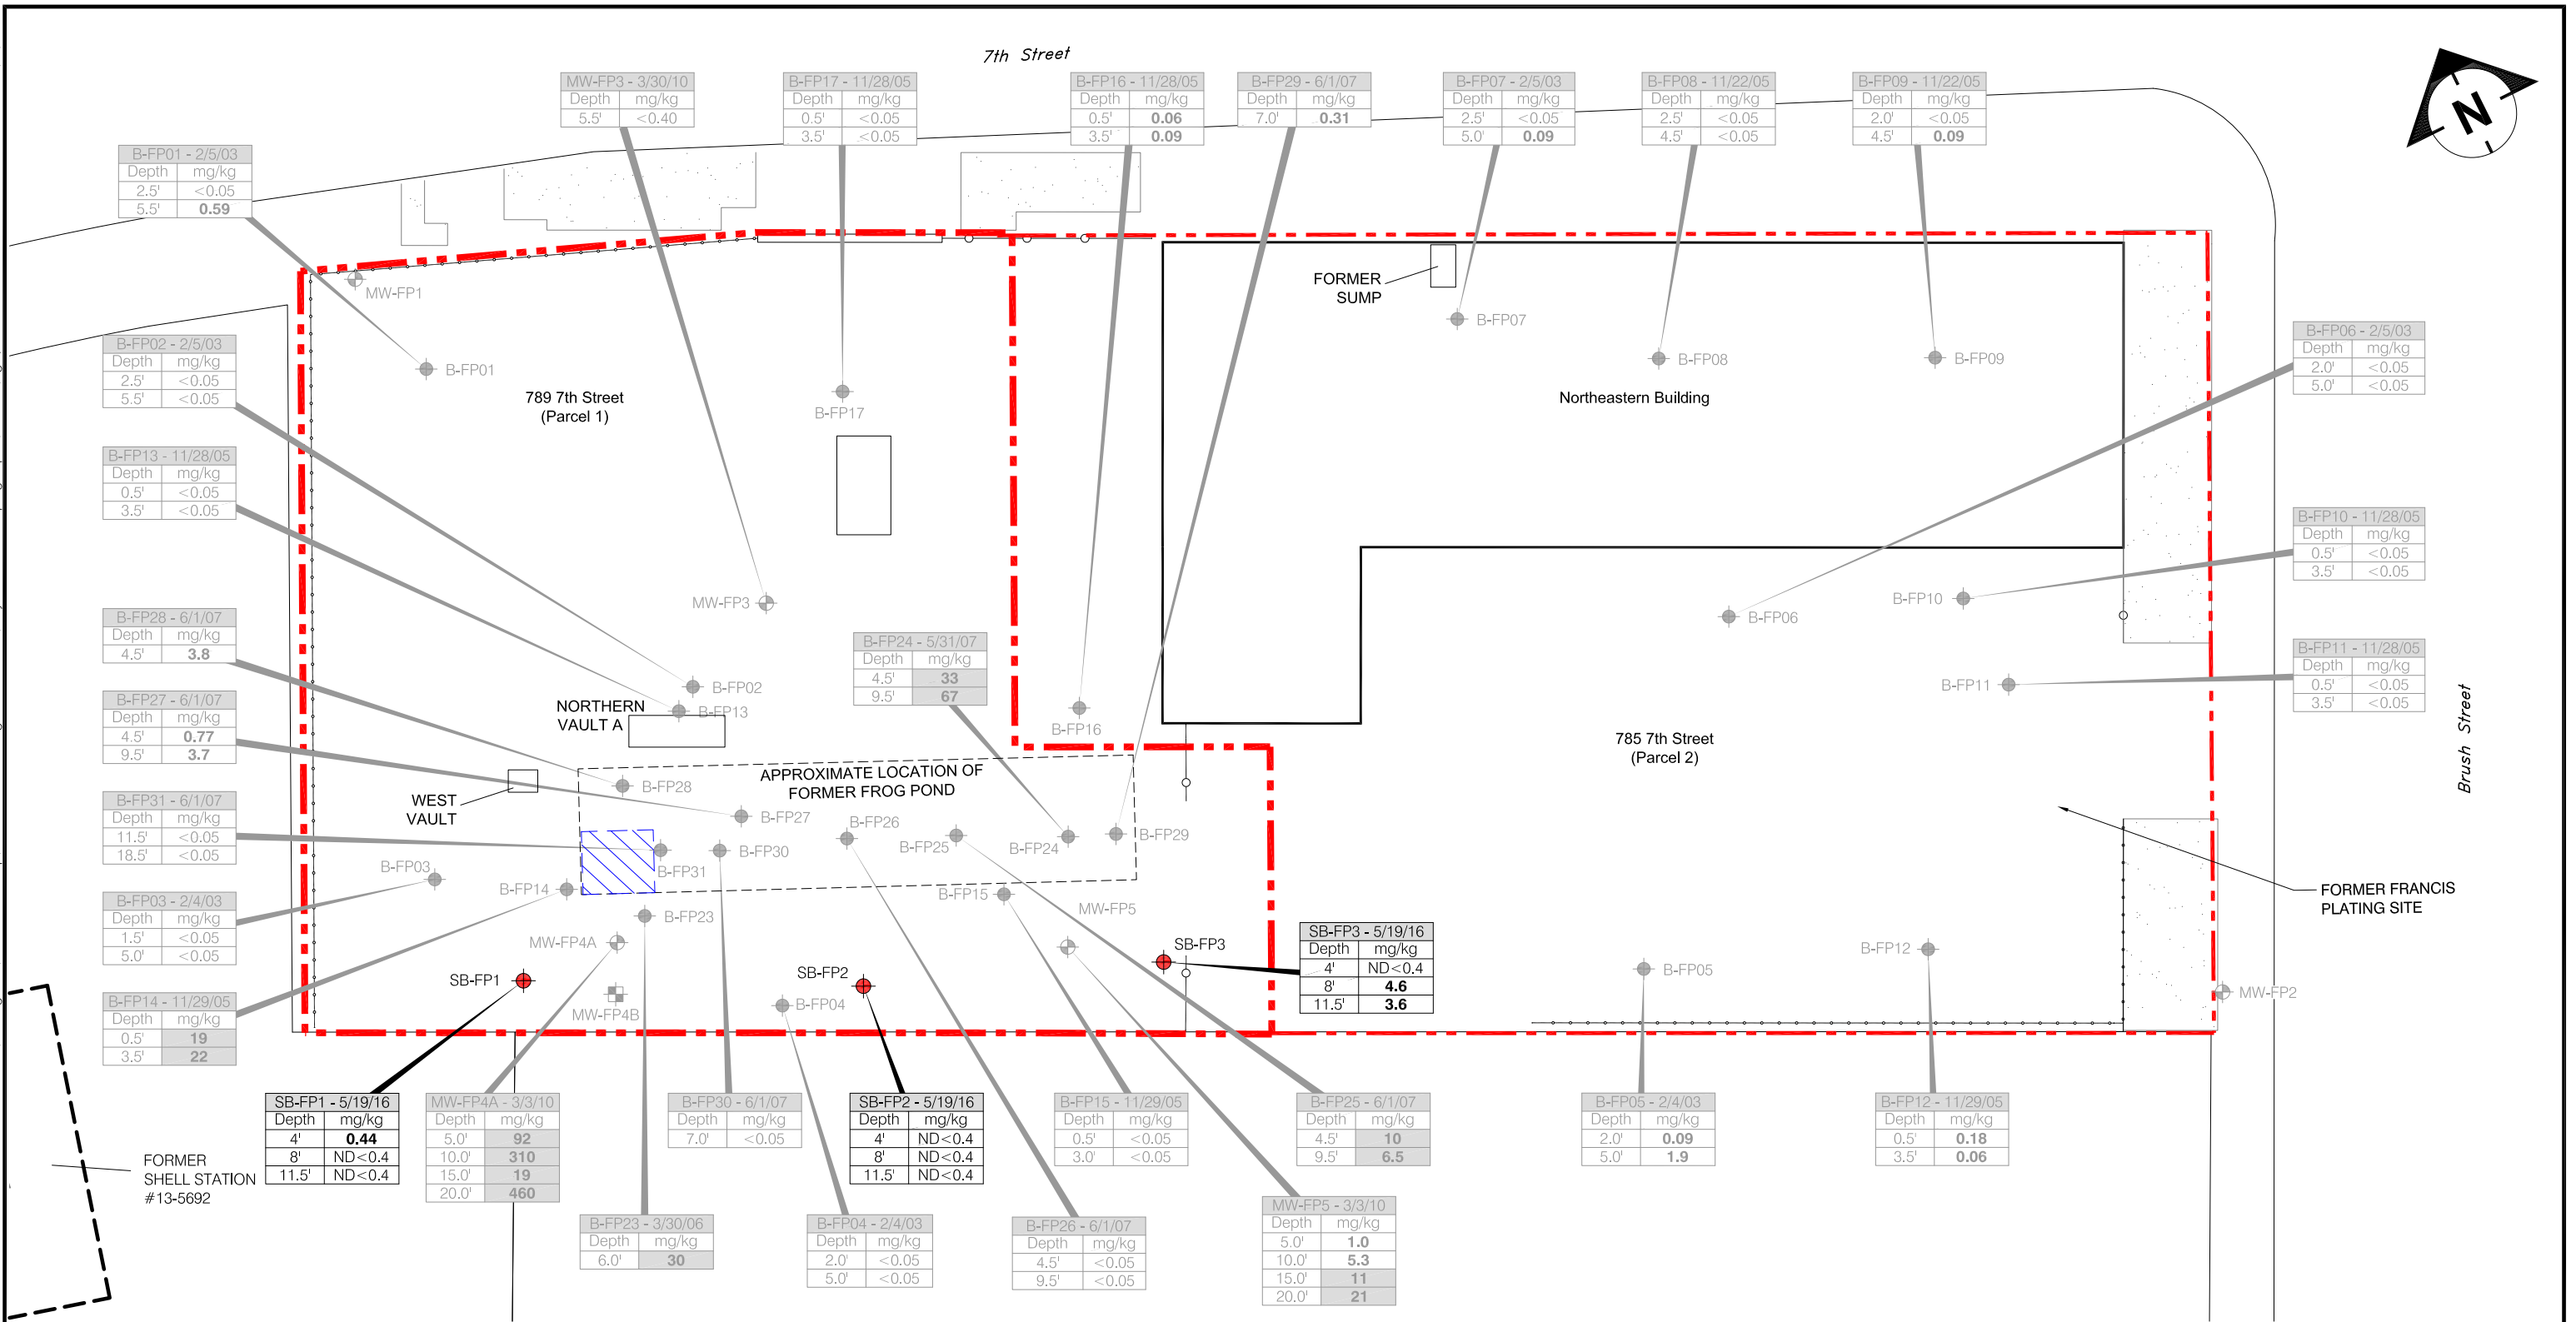 7th Street
N
MW-FP3 - 3/30/10
Depth mg/kg
5.5' <0.40
B-FP17 - 11/28/05
Depth mg/kg
0.5' <0.05
3.5' <0.05
B-FP16 - 11/28/05
Depth mg/kg
0.5' 0.06
3.5' 0.09
B-FP29 - 6/1/07
Depth mg/kg
7.0' 0.31
B-FP07 - 2/5/03
Depth mg/kg
2.5' <0.05
5.0' 0.09
B-FP08 - 11/22/05
Depth mg/kg
2.5' <0.05
4.5' <0.05
B-FP09 - 11/22/05
Depth mg/kg
2.0' <0.05
4.5' 0.09
B-FP01 - 2/5/03
Depth mg/kg
2.5' <0.05
5.5' 0.59
B-FP02 - 2/5/03
Depth mg/kg
2.5' <0.05
5.5' <0.05
B-FP13 - 11/28/05
Depth mg/kg
0.5' <0.05
3.5' <0.05
B-FP28 - 6/1/07
Depth mg/kg
4.5' 3.8
B-FP27 - 6/1/07
Depth mg/kg
4.5' 0.77
9.5' 3.7
B-FP31 - 6/1/07
Depth mg/kg
11.5' <0.05
18.5' <0.05
B-FP03 - 2/4/03
Depth mg/kg
1.5' <0.05
5.0' <0.05
B-FP14 - 11/29/05
Depth mg/kg
0.5' 19
3.5' 22
MW-FP1
B-FP01
789 7th Street
(Parcel 1)
B-FP17
MW-FP3
B-FP02
B-FP13
NORTHERN
VAULT A
WEST
VAULT
APPROXIMATE LOCATION OF
FORMER FROG POND
B-FP28
B-FP27
B-FP26
B-FP25
B-FP24
B-FP29
B-FP30
B-FP31
B-FP03
B-FP14
B-FP23
B-FP15
MW-FP5
MW-FP4A
SB-FP1
MW-FP4B
B-FP04
SB-FP2
SB-FP3
B-FP16
B-FP24 - 5/31/07
Depth mg/kg
4.5' 33
9.5' 67
FORMER
SUMP
B-FP07
B-FP08
B-FP09
Northeastern Building
B-FP06
B-FP10
B-FP11
785 7th Street
(Parcel 2)
B-FP05
B-FP12
MW-FP2
B-FP06 - 2/5/03
Depth mg/kg
2.0' <0.05
5.0' <0.05
B-FP10 - 11/28/05
Depth mg/kg
0.5' <0.05
3.5' <0.05
B-FP11 - 11/28/05
Depth mg/kg
0.5' <0.05
3.5' <0.05
Brush Street
FORMER FRANCIS
PLATING SITE
SB-FP3 - 5/19/16
Depth mg/kg
4' ND<0.4
8' 4.6
11.5' 3.6
FORMER
SHELL STATION
#13-5692
SB-FP1 - 5/19/16
Depth mg/kg
4' 0.44
8' ND<0.4
11.5' ND<0.4
MW-FP4A - 3/3/10
Depth mg/kg
5.0' 92
10.0' 310
15.0' 19
20.0' 460
B-FP30 - 6/1/07
Depth mg/kg
7.0' <0.05
SB-FP2 - 5/19/16
Depth mg/kg
4' ND<0.4
8' ND<0.4
11.5' ND<0.4
B-FP15 - 11/29/05
Depth mg/kg
0.5' <0.05
3.0' <0.05
B-FP25 - 6/1/07
Depth mg/kg
4.5' 10
9.5' 6.5
B-FP05 - 2/4/03
Depth mg/kg
2.0' 0.09
5.0' 1.9
B-FP12 - 11/29/05
Depth mg/kg
0.5' 0.18
3.5' 0.06
B-FP23 - 3/30/06
Depth mg/kg
6.0' 30
B-FP04 - 2/4/03
Depth mg/kg
2.0' <0.05
5.0' <0.05
B-FP26 - 6/1/07
Depth mg/kg
4.5' <0.05
9.5' <0.05
MW-FP5 - 3/3/10
Depth mg/kg
5.0' 1.0
10.0' 5.3
15.0' 11
20.0' 21